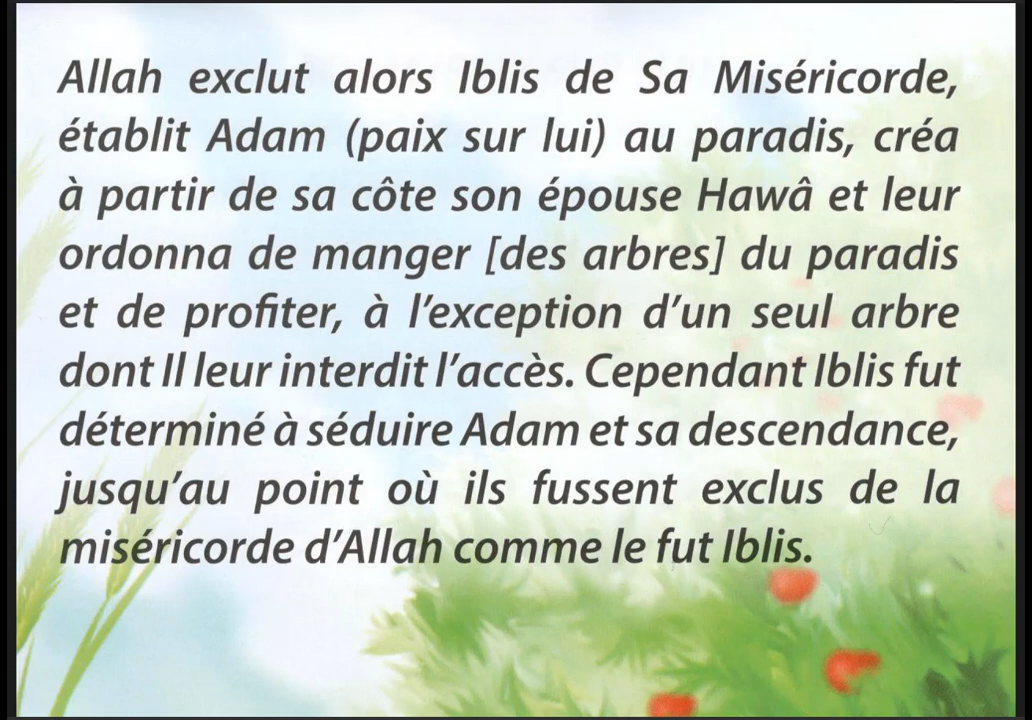 Allah exclut alors Iblis de Sa Miséricorde,
établit Adam (paix sur lui) au paradis, créa
à partir de sa côte son épouse Hawâ et leur
ordonna de manger [des arbres] du paradis
et de profiter, à l’exception d’un seul arbre
dont Il leur interdit l’accès. Cependant Iblis fut
déterminé à séduire Adam et sa descendance,
jusqu’au point où ils fussent exclus de la
miséricorde d’Allah comme le fut Iblis.